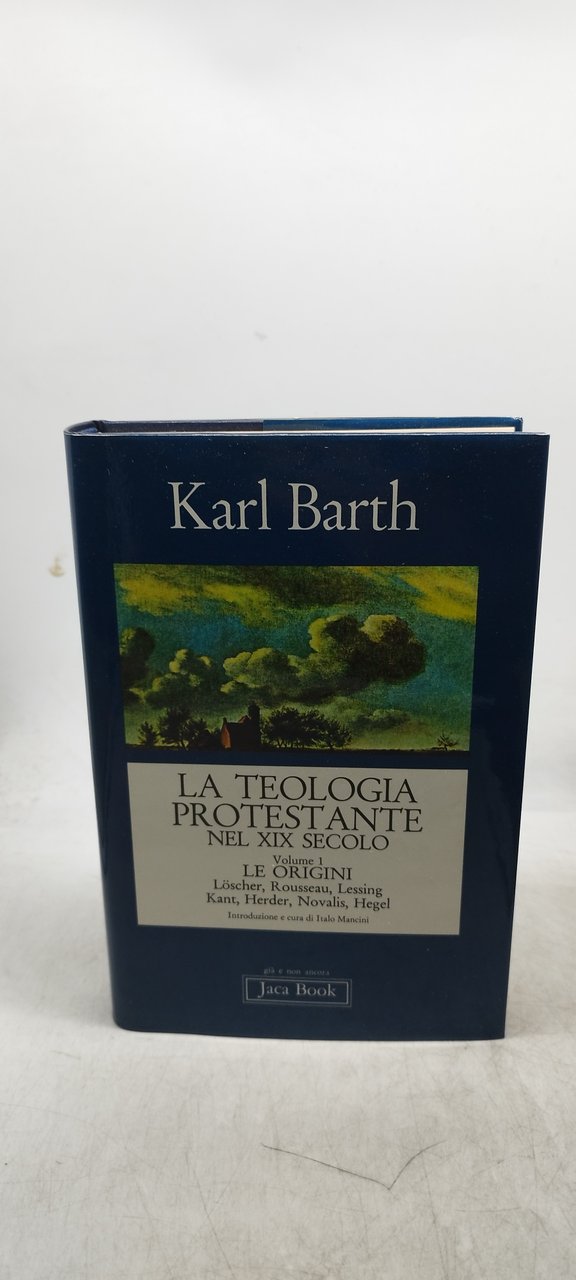 Karl Barth
LA TEOLOGIA
PROTESTANTE
NEL XIX SECOLO
Volume 1
LE ORIGINI
Löscher, Rousseau, Lessing
Kant, Herder, Novalis, Hegel
Introduzione e cura di Italo Mancini
già e non ancora
Jaca Book